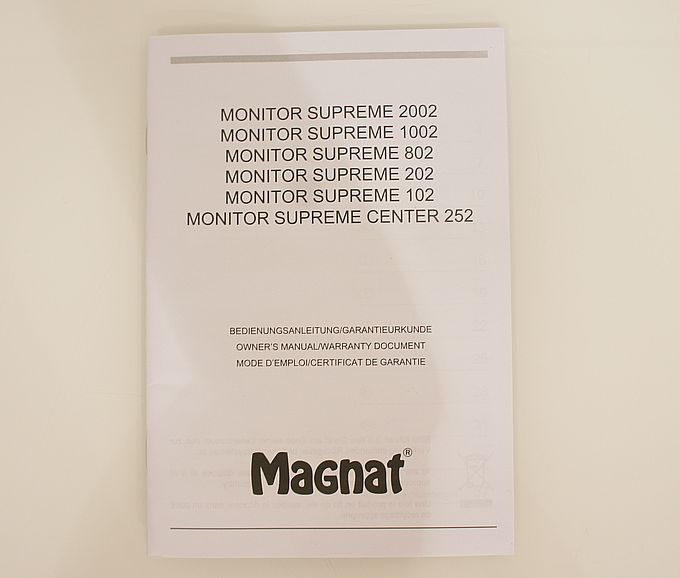 MONITOR SUPREME 2002
MONITOR SUPREME 1002
MONITOR SUPREME 802
MONITOR SUPREME 202
MONITOR SUPREME 102
MONITOR SUPREME CENTER 252
BEDIENUNGSANLEITUNG/GARANTIEURKUNDE
OWNER'S MANUAL/WARRANTY DOCUMENT
MODE D'EMPLOI/CERTIFICAT DE GARANTIE
Magnat®